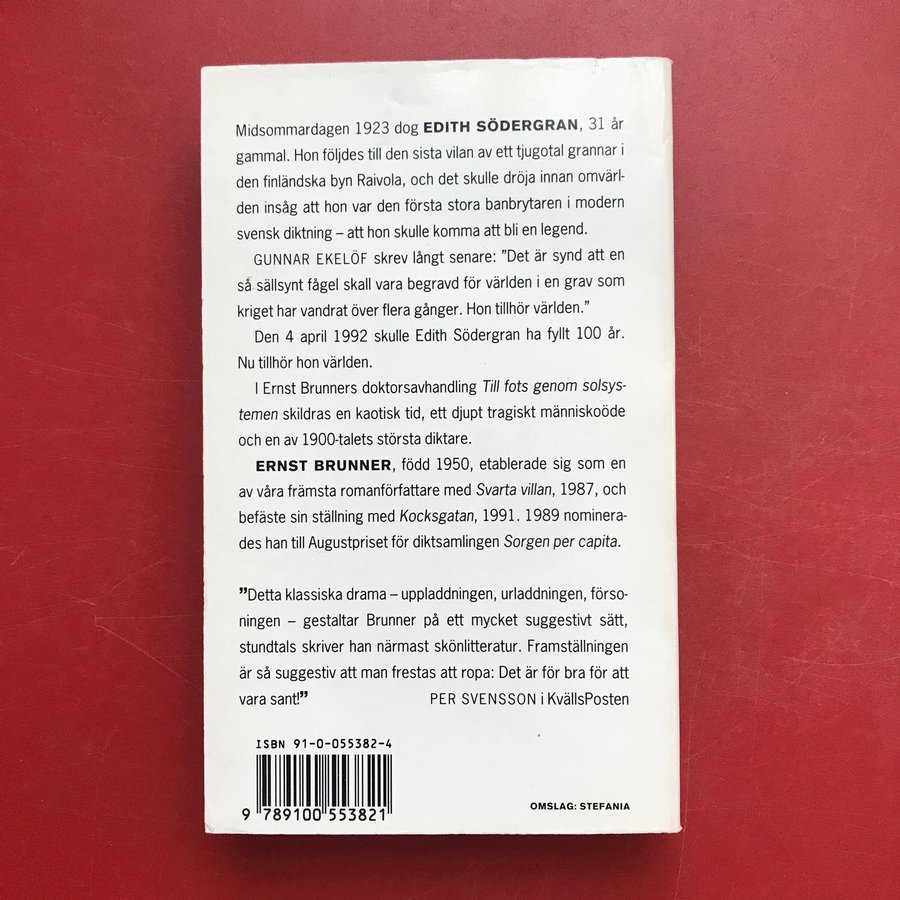 Midsommardagen 1923 dog EDITH SÖDERGRAN, 31 år
gammal. Hon följdes till den sista vilan av ett tjugotal grannar i
den finländska byn Raivola, och det skulle dröja innan omvärl-
den insåg att hon var den första stora banbrytaren i modern
svensk diktning – att hon skulle komma att bli en legend.
GUNNAR EKELÖF skrev långt senare: ”Det är synd att en
så sällsynt fågel skall vara begravd för världen i en grav som
kriget har vandrat över flera gånger. Hon tillhör världen.”
Den 4 april 1992 skulle Edith Södergran ha fyllt 100 år.
Nu tillhör hon världen.
I Ernst Brunners doktorsavhandling Till fots genom solsys-
temen skildras en kaotisk tid, ett djupt tragiskt människoöde
och en av 1900-talets största diktare.
ERNST BRUNNER, född 1950, etablerade sig som en
av våra främsta romanförfattare med Svarta villan, 1987, och
befäste sin ställning med Kocksgatan, 1991. 1989 nominera-
des han till Augustpriset för diktsamlingen Sorgen per capita.
”Detta klassiska drama – uppladdningen, urladdningen, förso-
ningen – gestaltar Brunner på ett mycket suggestivt sätt,
stundtals skriver han närmast skönlitteratur. Framställningen
är så suggestiv att man frestas att ropa: Det är för bra för att
vara sant!” PER SVENSSON i KvällsPosten
ISBN 91-0-055382-4
9 789100 553821
OMSLAG: STEFANIA